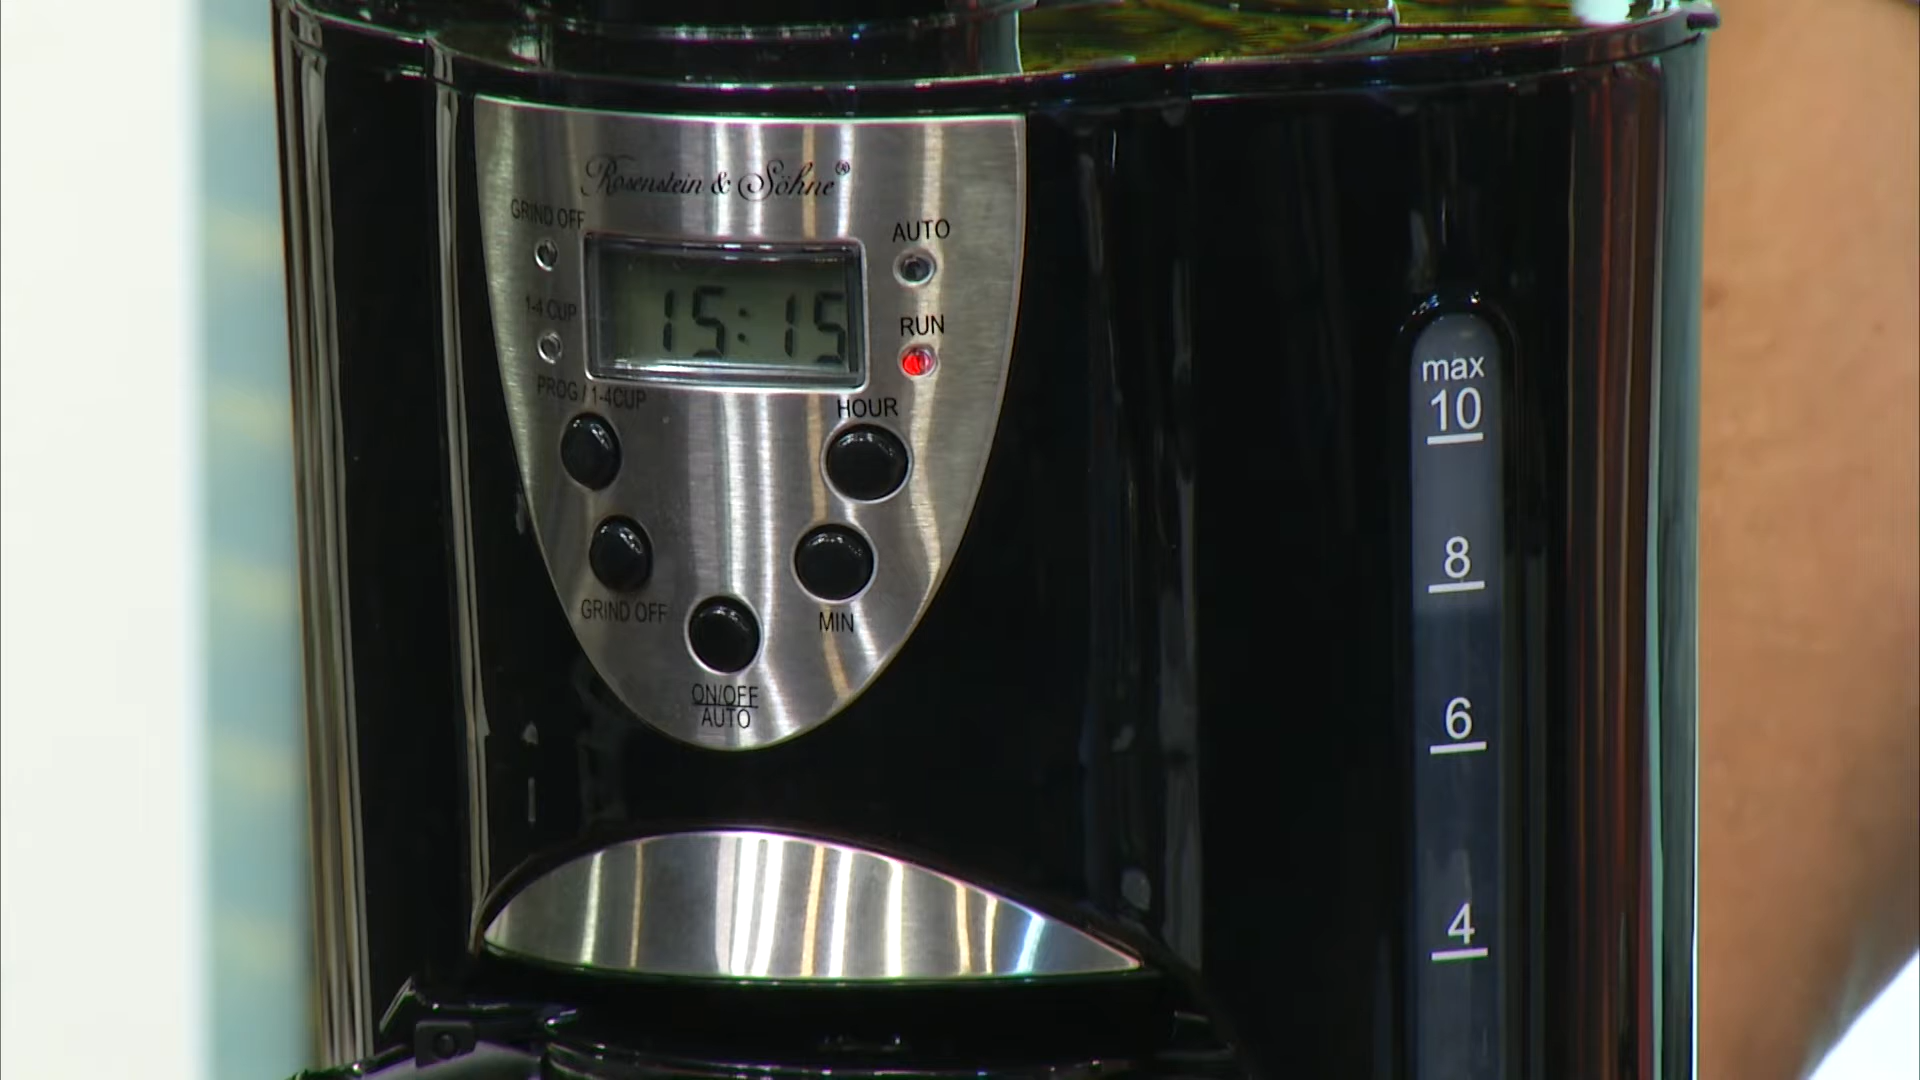 Rosenstein & Söhne®
GRIND OFF
AUTO
15:15
1-4 CUP
RUN
PROG / 1-4CUP
HOUR
GRIND OFF
MIN
ON/OFF
AUTO
max
10
8
6
4